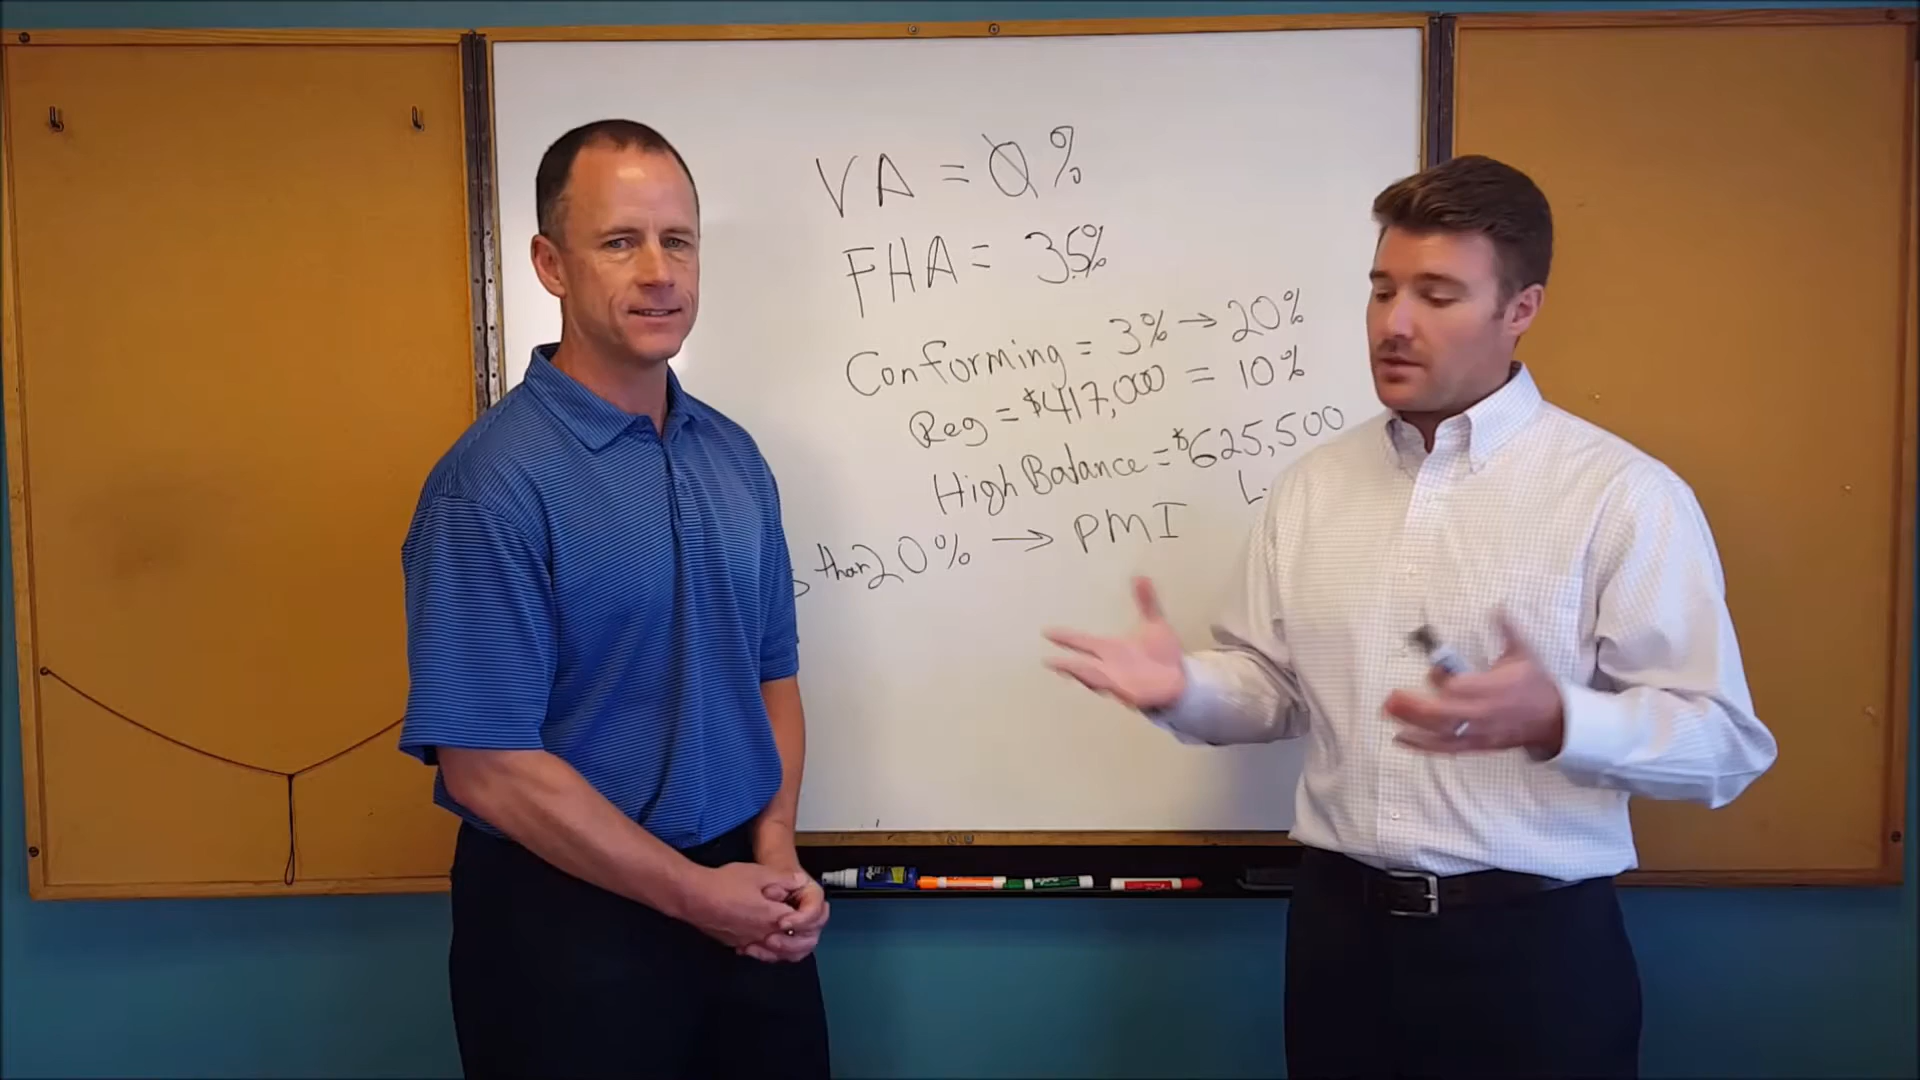 VA = 0%
FHA = 3.5%
Conforming = 3% → 20%
Reg = $417,000 = 10%
High Balance = $625,500
than 20% → PMI